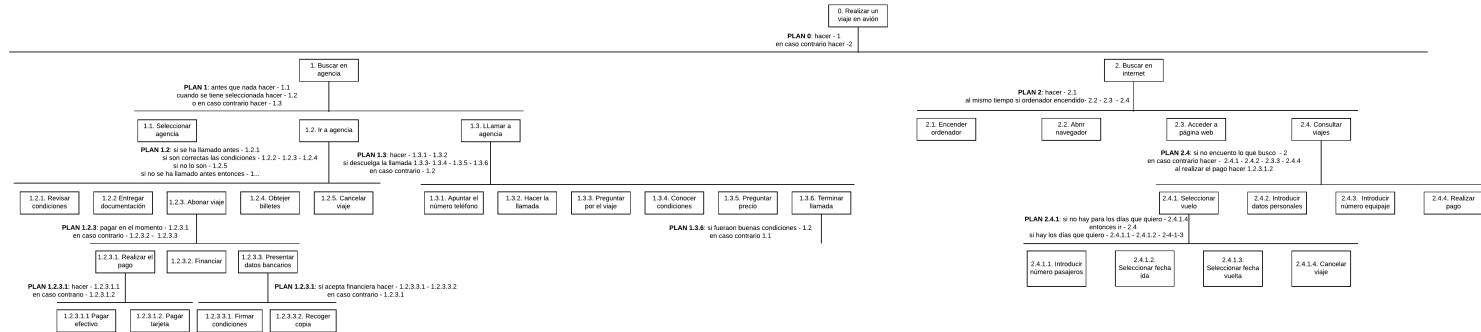 0. Realizar un
viaje en avión
PLAN 0: hacer - 1
en caso contrario hacer -2
1. Buscar en
agencia
2. Buscar en
internet
PLAN 1: antes que nada hacer - 1.1
cuando se tiene seleccionada hacer - 1.2
o en caso contrario hacer - 1.3
PLAN 2: hacer - 2.1
al mismo tiempo si ordenador encendido- 2.2 - 2.3 - 2.4
1.1. Seleccionar
agencia
1.2. Ir a agencia
1.3. LLamar a
agencia
2.1. Encender
ordenador
2.2. Abrir
navegador
2.3. Acceder a
página web
2.4. Consultar
viajes
PLAN 1.2: si se ha llamado antes - 1.2.1
si son correctas las condiciones - 1.2.2 - 1.2.3 - 1.2.4
si no lo son - 1.2.5
si no se ha llamado antes entonces - 1...
PLAN 1.3: hacer - 1.3.1 - 1.3.2
si descuelga la llamada 1.3.3- 1.3.4 - 1.3.5 - 1.3.6
en caso contrario - 1.2
PLAN 2.4: si no encuento lo que busco - 2
en caso contrario hacer - 2.4.1 - 2.4.2 - 2.3.3 - 2.4.4
al realizar el pago hacer 1.2.3.1.2
1.2.1. Revisar
condiciones
1.2.2 Entregar
documentación
1.2.3. Abonar viaje
1.2.4. Obtejer
billetes
1.2.5. Cancelar
viaje
1.3.1. Apuntar el
número teléfono
1.3.2. Hacer la
llamada
1.3.3. Preguntar
por el viaje
1.3.4. Conocer
condiciones
1.3.5. Preguntar
precio
1.3.6. Terminar
llamada
2.4.1. Seleccionar
vuelo
2.4.2. Introducir
datos personales
2.4.3. Introducir
número equipaje
2.4.4. Realizar
pago
PLAN 1.2.3: pagar en el momento - 1.2.3.1
en caso contrario - 1.2.3.2 - 1.2.3.3
PLAN 1.3.6: si fueraon buenas condiciones - 1.2
en caso contrario 1.1
PLAN 2.4.1: si no hay para los días que quiero - 2.4.1.4
entonces ir - 2.4
si hay los días que quiero - 2.4.1.1 - 2.4.1.2 - 2-4-1-3
1.2.3.1. Realizar el
pago
1.2.3.2. Financiar
1.2.3.3. Presentar
datos bancarios
2.4.1.1. Introducir
número pasajeros
2.4.1.2.
Seleccionar fecha
ida
2.4.1.3.
Seleccionar fecha
vuelta
2.4.1.4. Cancelar
viaje
PLAN 1.2.3.1: hacer - 1.2.3.1.1
en caso contrario - 1.2.3.1.2
PLAN 1.2.3.1: si acepta financiera hacer - 1.2.3.3.1 - 1.2.3.3.2
en caso contrario - 1.2.3.1
1.2.3.1.1 Pagar
efectivo
1.2.3.1.2. Pagar
tarjeta
1.2.3.3.1. Firmar
condiciones
1.2.3.3.2. Recoger
copia